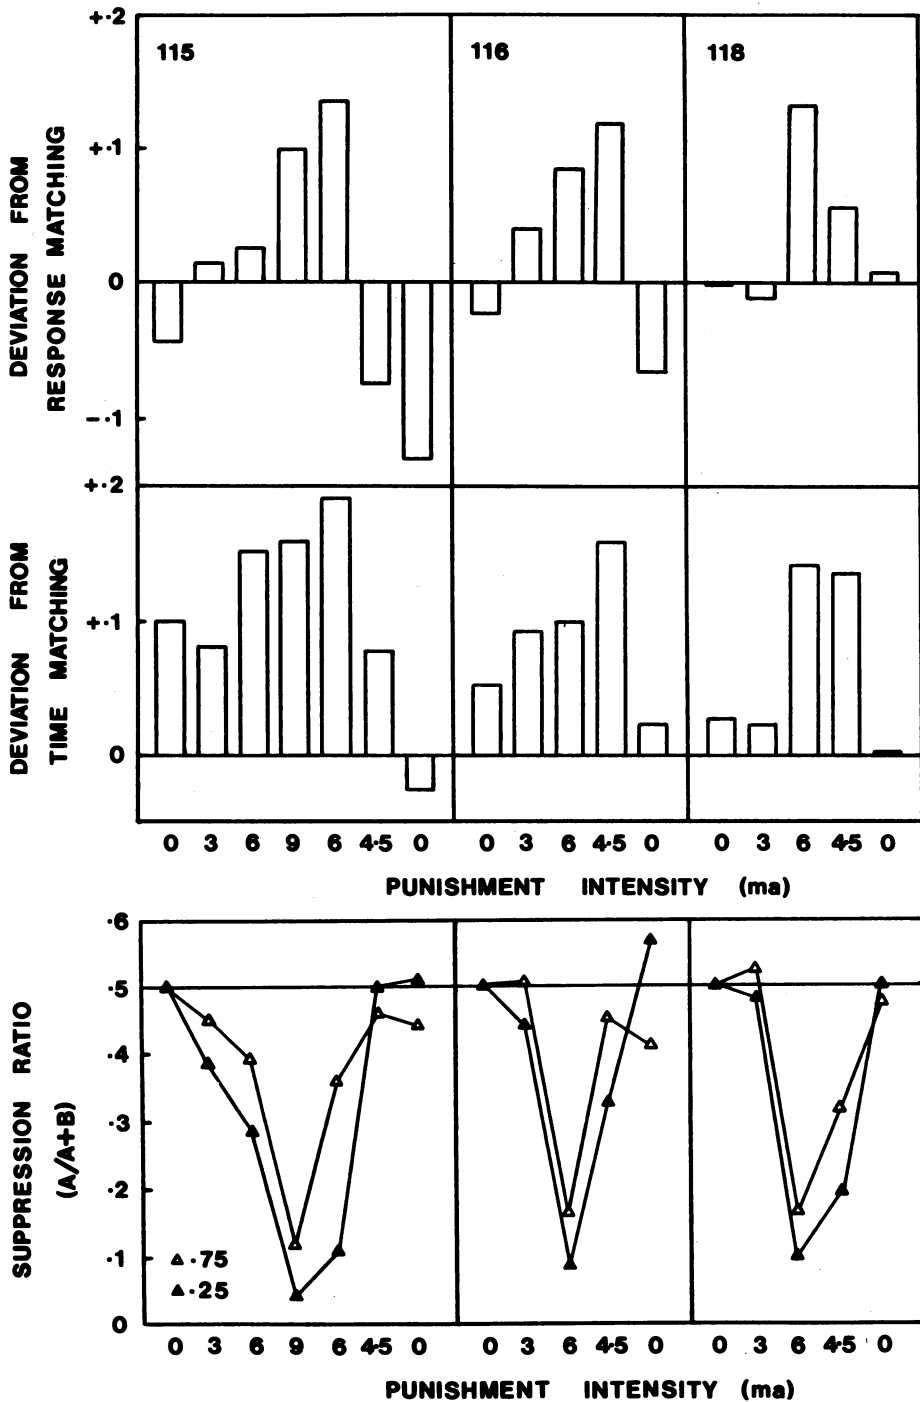 +.2
115
116
118
+.1
0
-.1
DEVIATION FROM
RESPONSE MATCHING
+.2
+.1
0
DEVIATION FROM
TIME MATCHING
0 3 6 9 6 4.5 0
0 3 6 4.5 0
0 3 6 4.5 0
PUNISHMENT INTENSITY (ma)
.6
.5
.4
.3
.2
.1
0
SUPPRESSION RATIO
(A/A+B)
.75
.25
0 3 6 9 6 4.5 0
0 3 6 4.5 0
0 3 6 4.5 0
PUNISHMENT INTENSITY (ma)